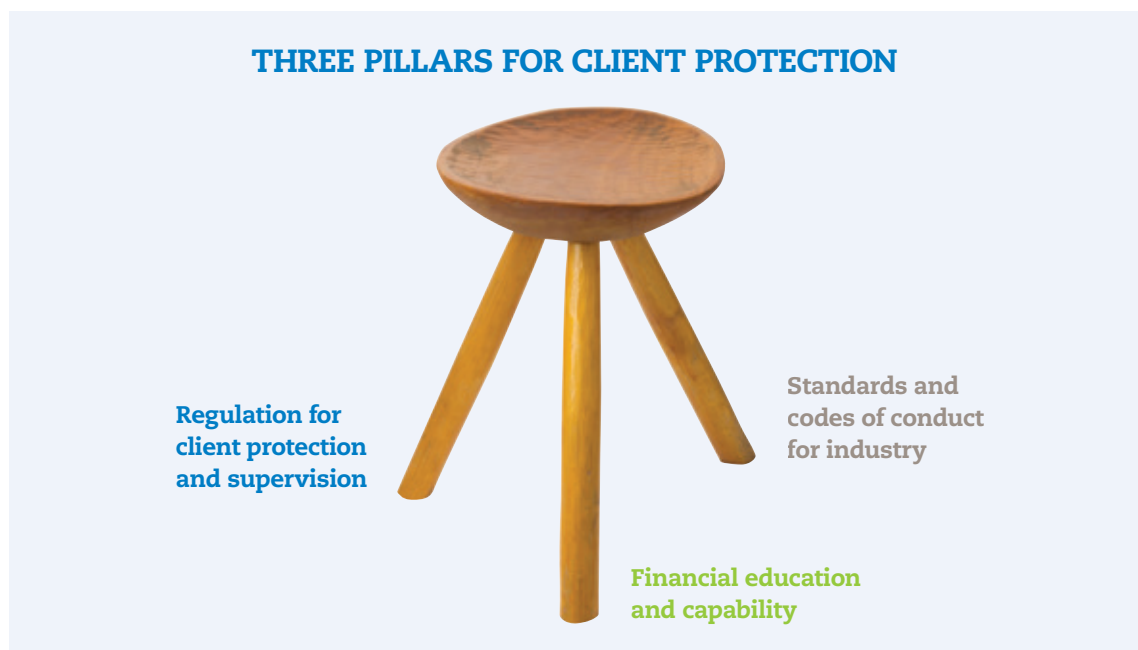 THREE PILLARS FOR CLIENT PROTECTION
Regulation for
client protection
and supervision
Standards and
codes of conduct
for industry
Financial education
and capability